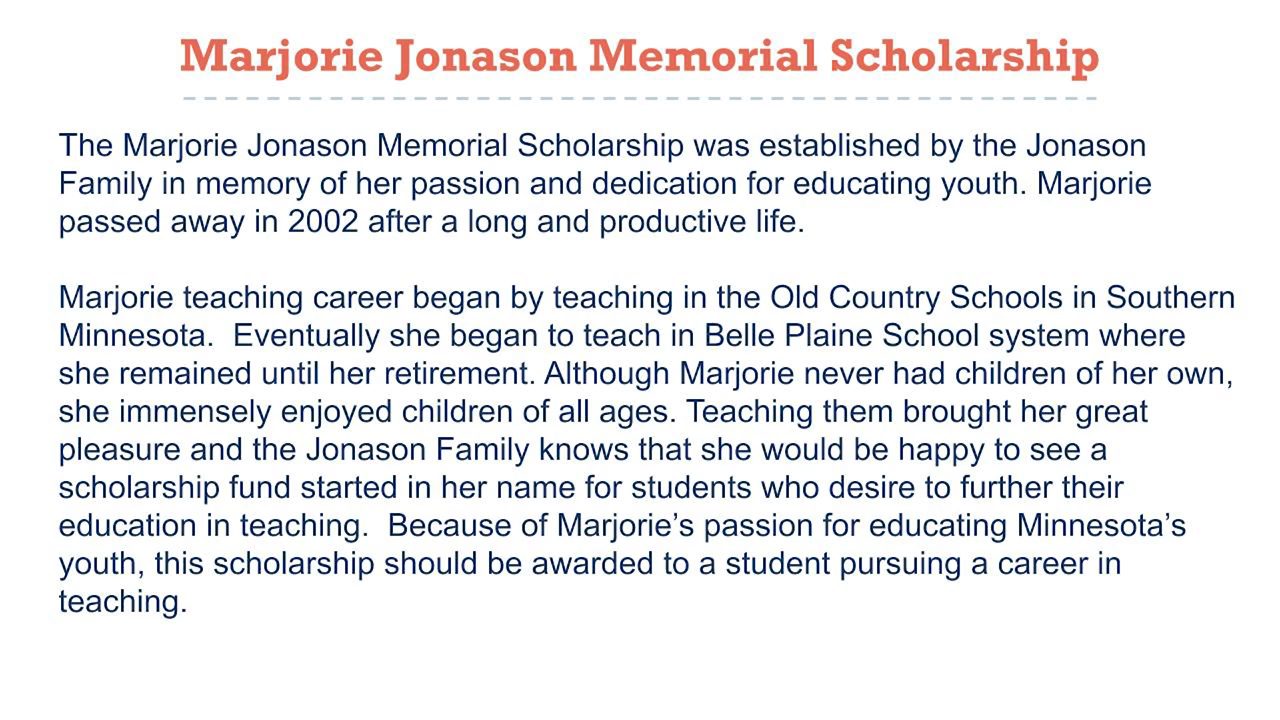 Marjorie Jonason Memorial Scholarship
The Marjorie Jonason Memorial Scholarship was established by the Jonason
Family in memory of her passion and dedication for educating youth. Marjorie
passed away in 2002 after a long and productive life.
Marjorie teaching career began by teaching in the Old Country Schools in Southern
Minnesota.  Eventually she began to teach in Belle Plaine School system where
she remained until her retirement. Although Marjorie never had children of her own,
she immensely enjoyed children of all ages. Teaching them brought her great
pleasure and the Jonason Family knows that she would be happy to see a
scholarship fund started in her name for students who desire to further their
education in teaching.  Because of Marjorie’s passion for educating Minnesota’s
youth, this scholarship should be awarded to a student pursuing a career in
teaching.